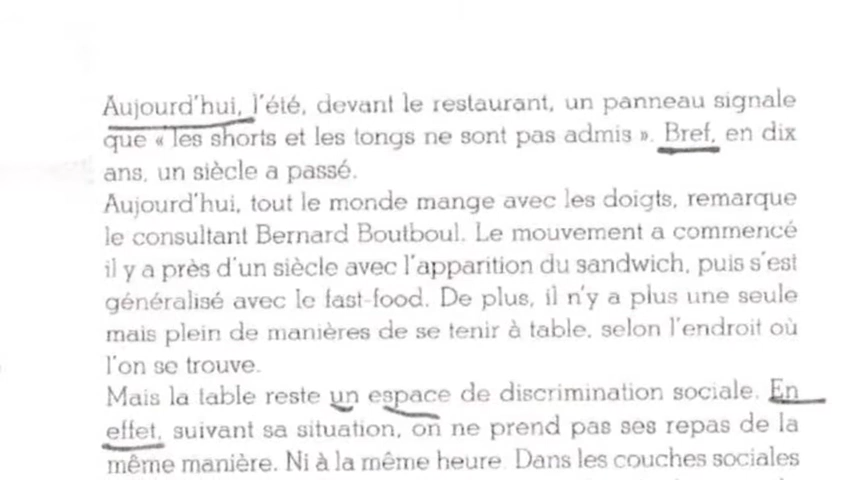 Aujourd'hui, l'été, devant le restaurant, un panneau signale
que « les shorts et les tongs ne sont pas admis ». Bref, en dix
ans, un siècle a passé.
Aujourd'hui, tout le monde mange avec les doigts, remarque
le consultant Bernard Boutboul. Le mouvement a commencé
il y a près d'un siècle avec l'apparition du sandwich, puis s'est
généralisé avec le fast-food. De plus, il n'y a plus une seule
mais plein de manières de se tenir à table, selon l'endroit où
l'on se trouve.
Mais la table reste un espace de discrimination sociale. En
effet, suivant sa situation, on ne prend pas ses repas de la
même manière. Ni à la même heure. Dans les couches sociales